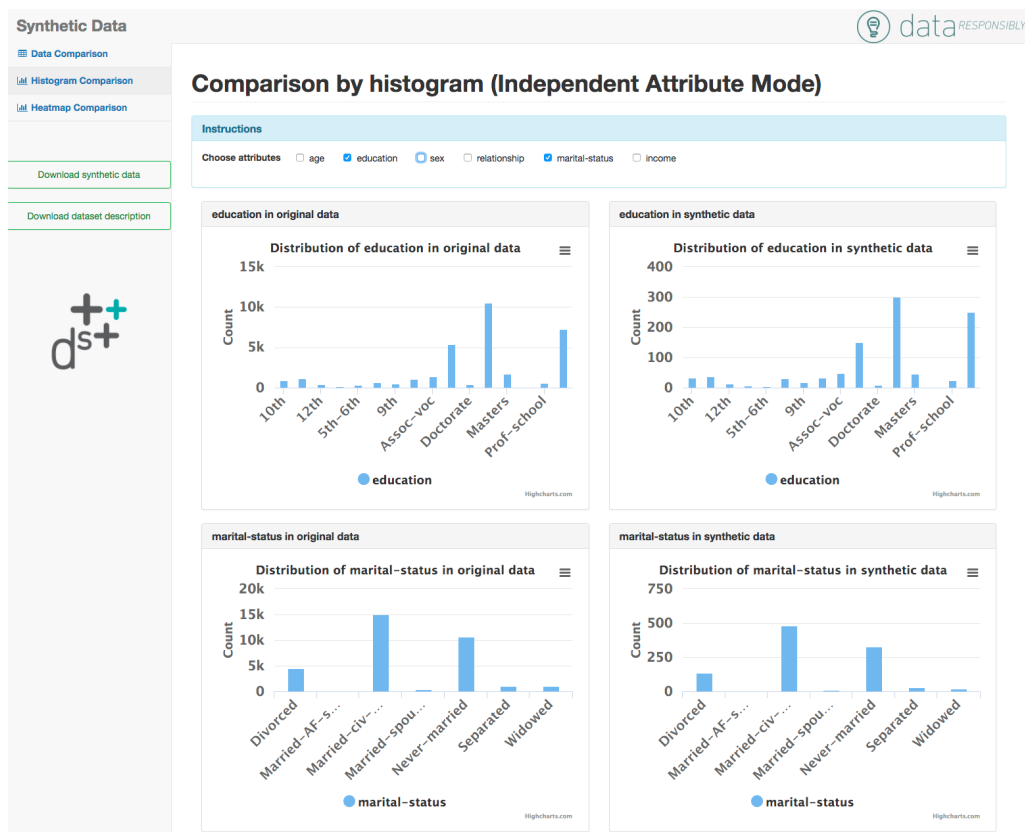 Synthetic Data
data RESPONSIBLY
Data Comparison
Histogram Comparison
Heatmap Comparison
Download synthetic data
Download dataset description
ds++
Comparison by histogram (Independent Attribute Mode)
Instructions
Choose attributes age education sex relationship marital-status income
education in original data
Distribution of education in original data
15k
10k
5k
0
Count
10th 12th 5th-6th 9th Assoc-voc Doctorate Masters Prof-school
education
Highcharts.com
education in synthetic data
Distribution of education in synthetic data
400
300
200
100
0
Count
10th 12th 5th-6th 9th Assoc-voc Doctorate Masters Prof-school
education
Highcharts.com
marital-status in original data
Distribution of marital-status in original data
20k
15k
10k
5k
0
Count
Divorced Married-AF-s... Married-civ-... Married-spou... Never-married Separated Widowed
marital-status
Highcharts.com
marital-status in synthetic data
Distribution of marital-status in synthetic data
750
500
250
0
Count
Divorced Married-AF-s... Married-civ-... Married-spou... Never-married Separated Widowed
marital-status
Highcharts.com